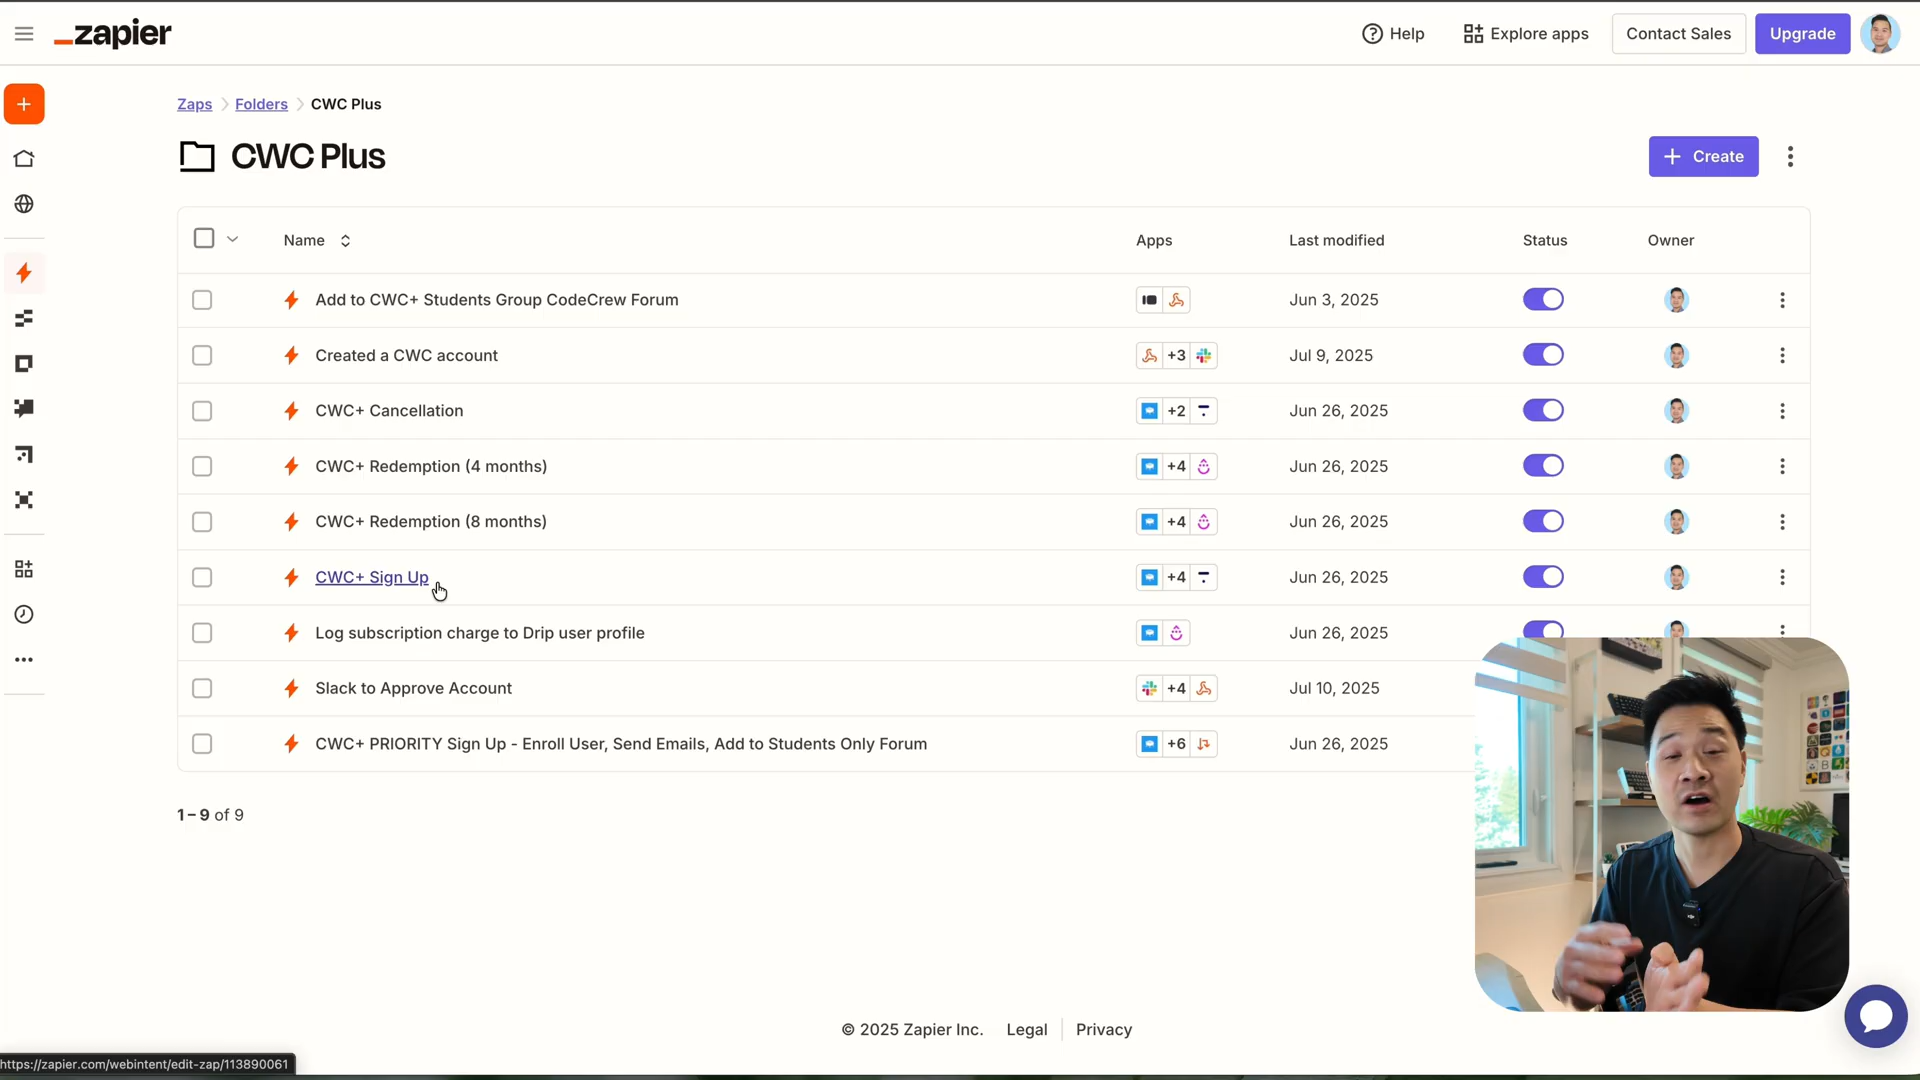 zapier
Help
Explore apps
Contact Sales
Upgrade
Zaps
Folders
CWC Plus
CWC Plus
Create
Name
Apps
Last modified
Status
Owner
Add to CWC+ Students Group CodeCrew Forum
Jun 3, 2025
Created a CWC account
+3
Jul 9, 2025
CWC+ Cancellation
+2
Jun 26, 2025
CWC+ Redemption (4 months)
+4
Jun 26, 2025
CWC+ Redemption (8 months)
+4
Jun 26, 2025
CWC+ Sign Up
+4
Jun 26, 2025
Log subscription charge to Drip user profile
Jun 26, 2025
Slack to Approve Account
+4
Jul 10, 2025
CWC+ PRIORITY Sign Up - Enroll User, Send Emails, Add to Students Only Forum
+6
Jun 26, 2025
1–9 of 9
© 2025 Zapier Inc.
Legal
Privacy
https://zapier.com/webintent/edit-zap/113890061